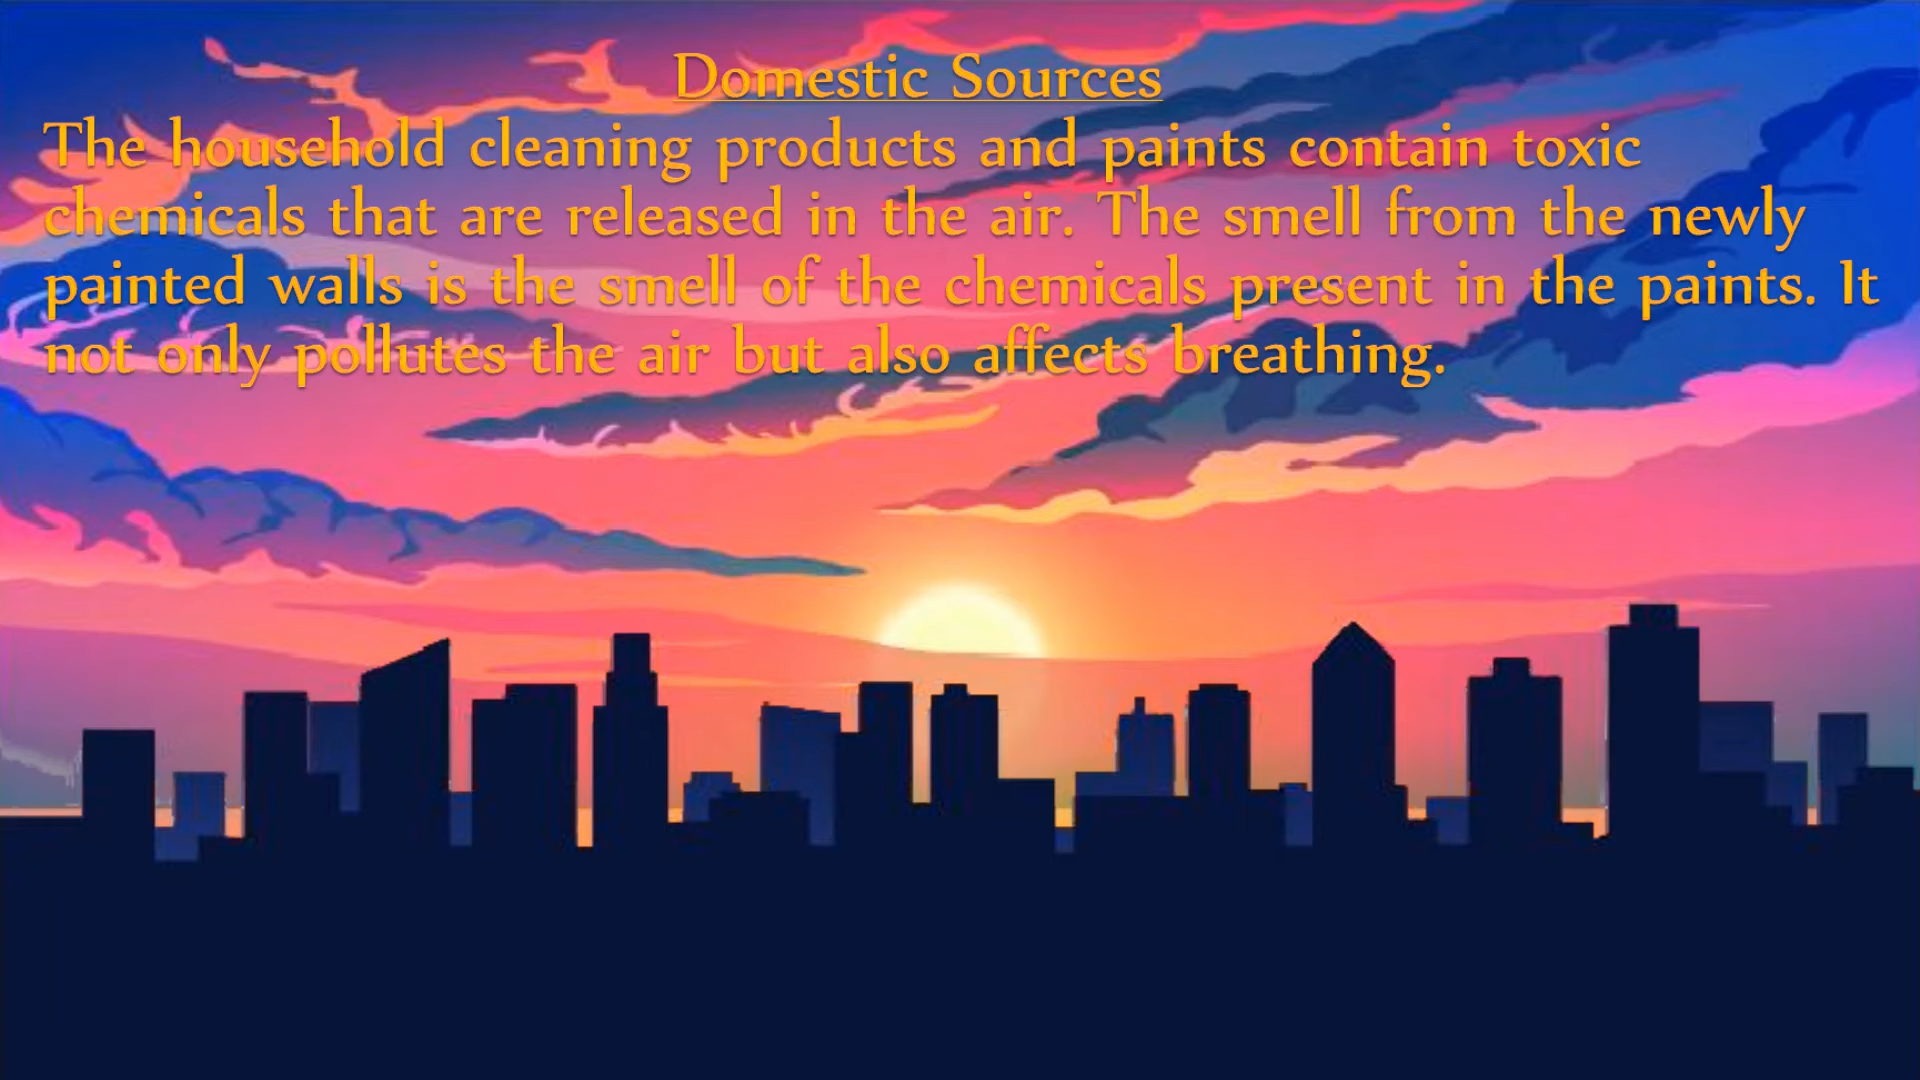 Domestic Sources
The household cleaning products and paints contain toxic
chemicals that are released in the air. The smell from the newly
painted walls is the smell of the chemicals present in the paints. It
not only pollutes the air but also affects breathing.